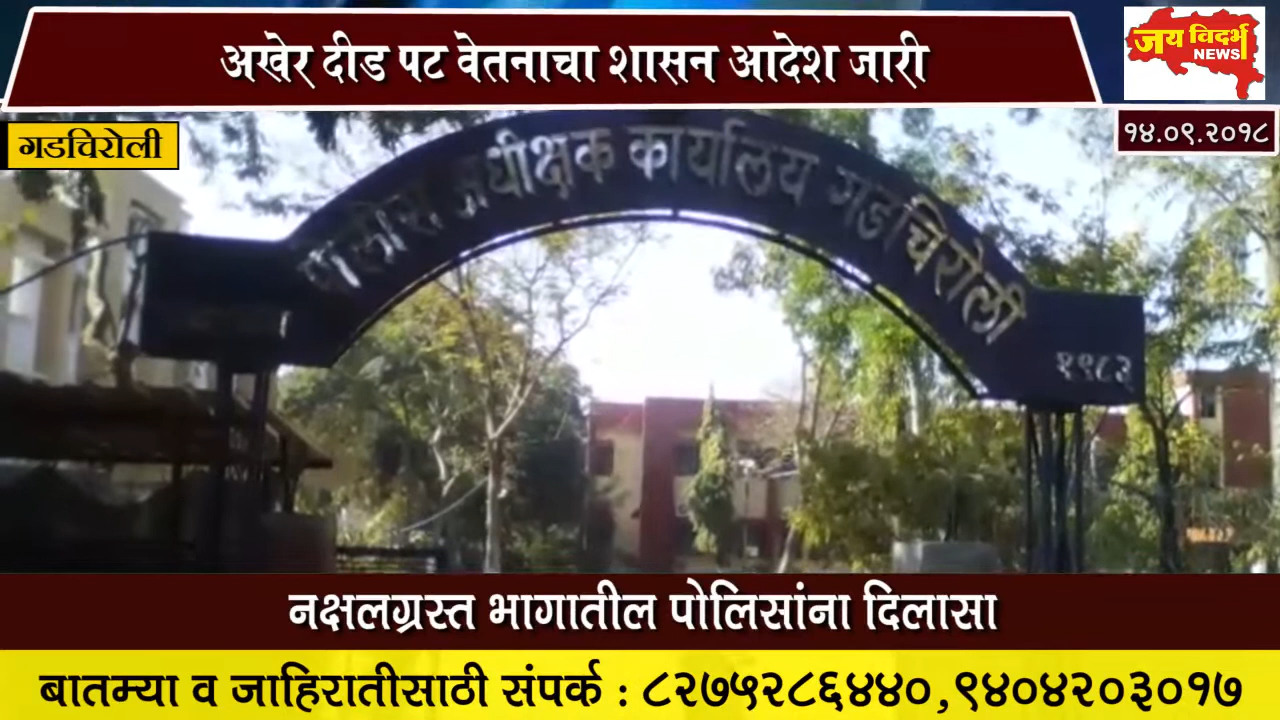 अखेर दीड पट वेतनाचा शासन आदेश जारी
जय विदर्भ
NEWS
१४.०९.२०१८
गडचिरोली
पोलीस अधीक्षक कार्यालय गडचिरोली
१९८३
नक्षलग्रस्त भागातील पोलिसांना दिलासा
बातम्या व जाहिरातीसाठी संपर्क : ८२७५२८६४४०,९४०४२०३०१७